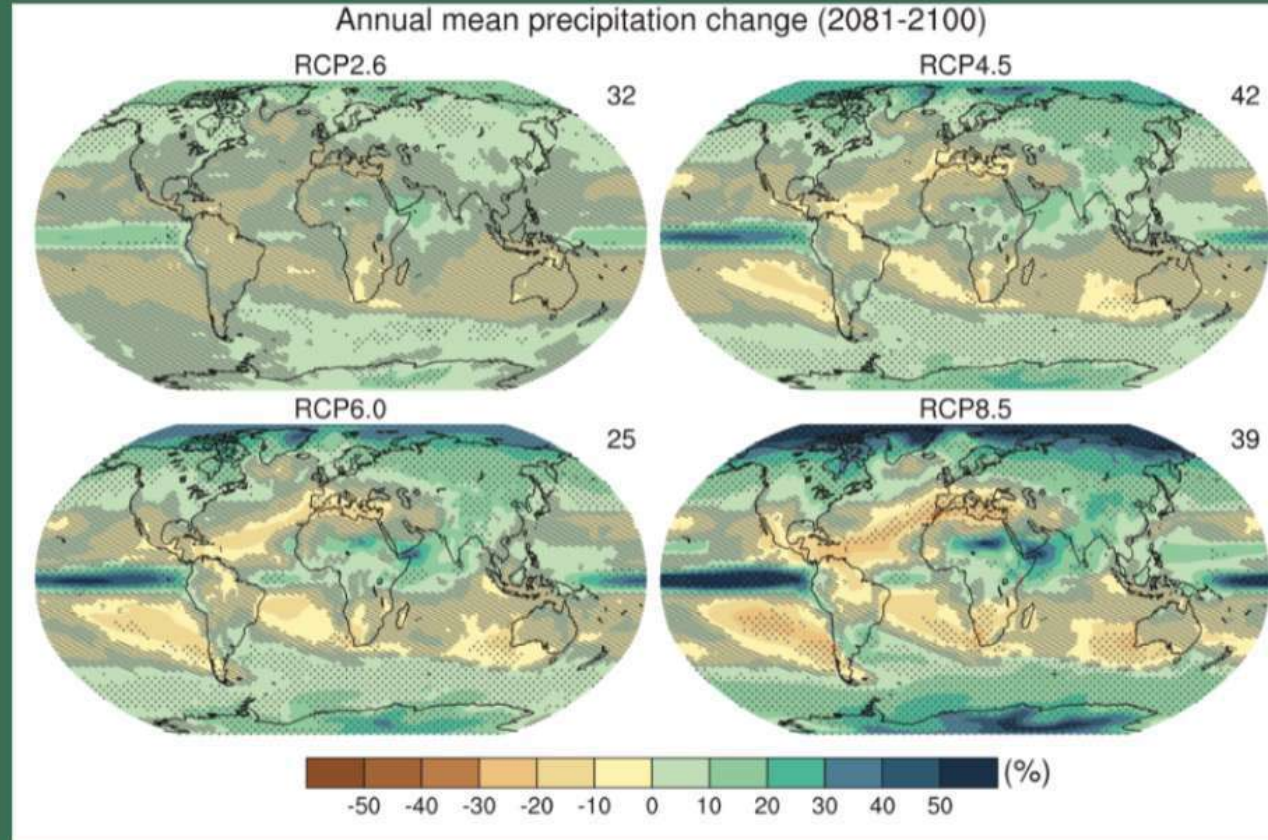 Annual mean precipitation change (2081-2100)
RCP2.6
32
RCP4.5
42
RCP6.0
25
RCP8.5
39
(%)
-50 -40 -30 -20 -10 0 10 20 30 40 50